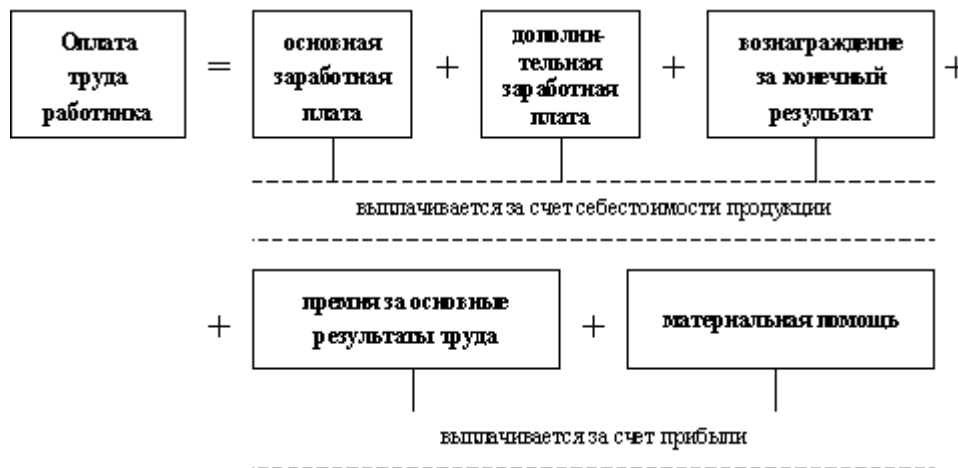 Оплата
труда
работника
=
основная
заработная
плата
+
дополни-
тельная
заработная
плата
+
вознаграждение
за конечный
результат
+
выплачивается за счет себестоимости продукции
+
премия за основные
результаты труда
+
материальная помощь
выплачивается за счет прибыли